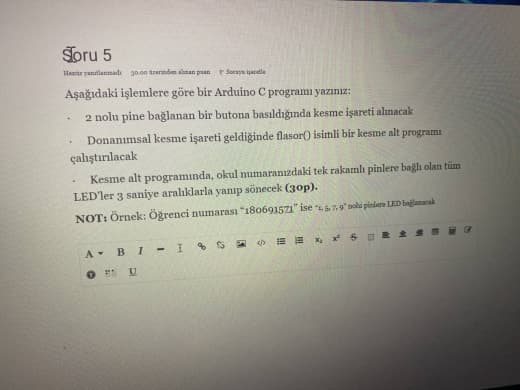 Soru 5
Henüz yanıtlanmadı 30,00 üzerinden alınan puan Soruyu işaretle
Aşağıdaki işlemlere göre bir Arduino C programı yazınız:
· 2 nolu pine bağlanan bir butona basıldığında kesme işareti alınacak
· Donanımsal kesme işareti geldiğinde flasor() isimli bir kesme alt programı
çalıştırılacak
· Kesme alt programında, okul numaranızdaki tek rakamlı pinlere bağlı olan tüm
LED'ler 3 saniye aralıklarla yanıp sönecek (30p).
NOT: Örnek: Öğrenci numarası "180691571" ise "1, 5, 7, 9" nolu pinlere LED bağlanacak
A B I
U